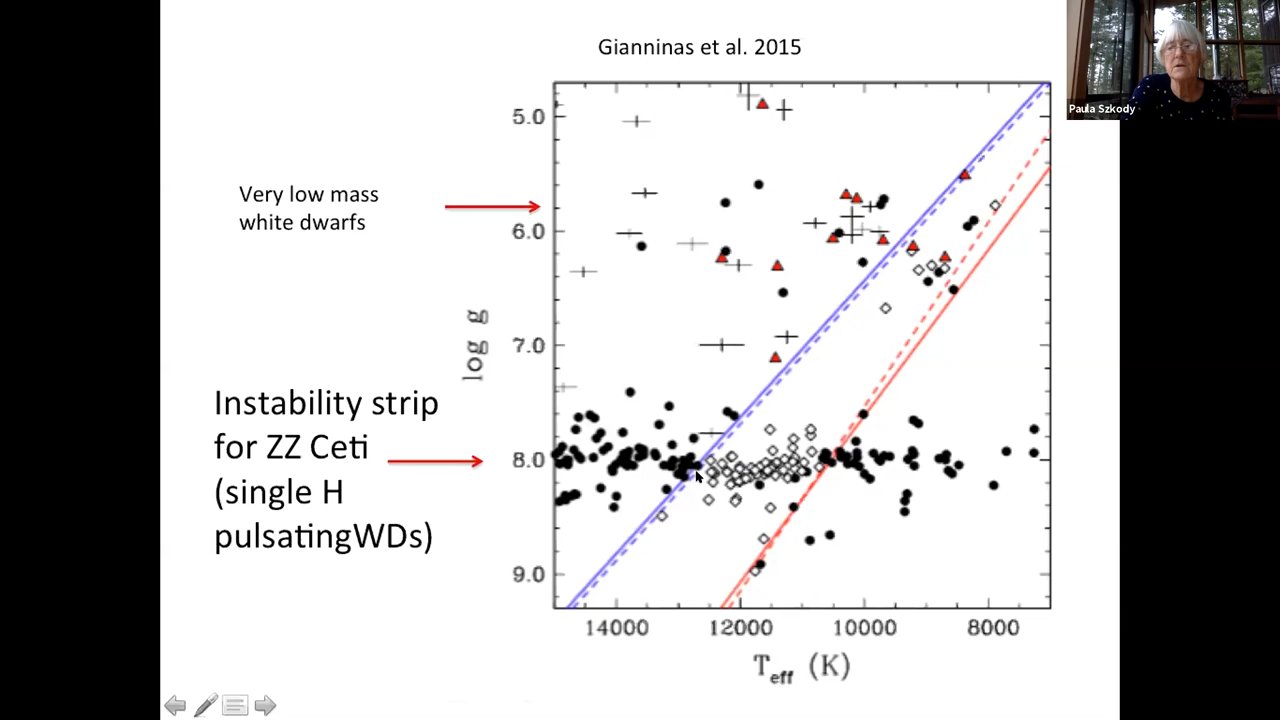 Gianninas et al. 2015
Paula Szkody
Very low mass
white dwarfs
Instability strip
for ZZ Ceti
(single H
pulsatingWDs)
log g
5.0
6.0
7.0
8.0
9.0
14000
12000
10000
8000
Teff (K)